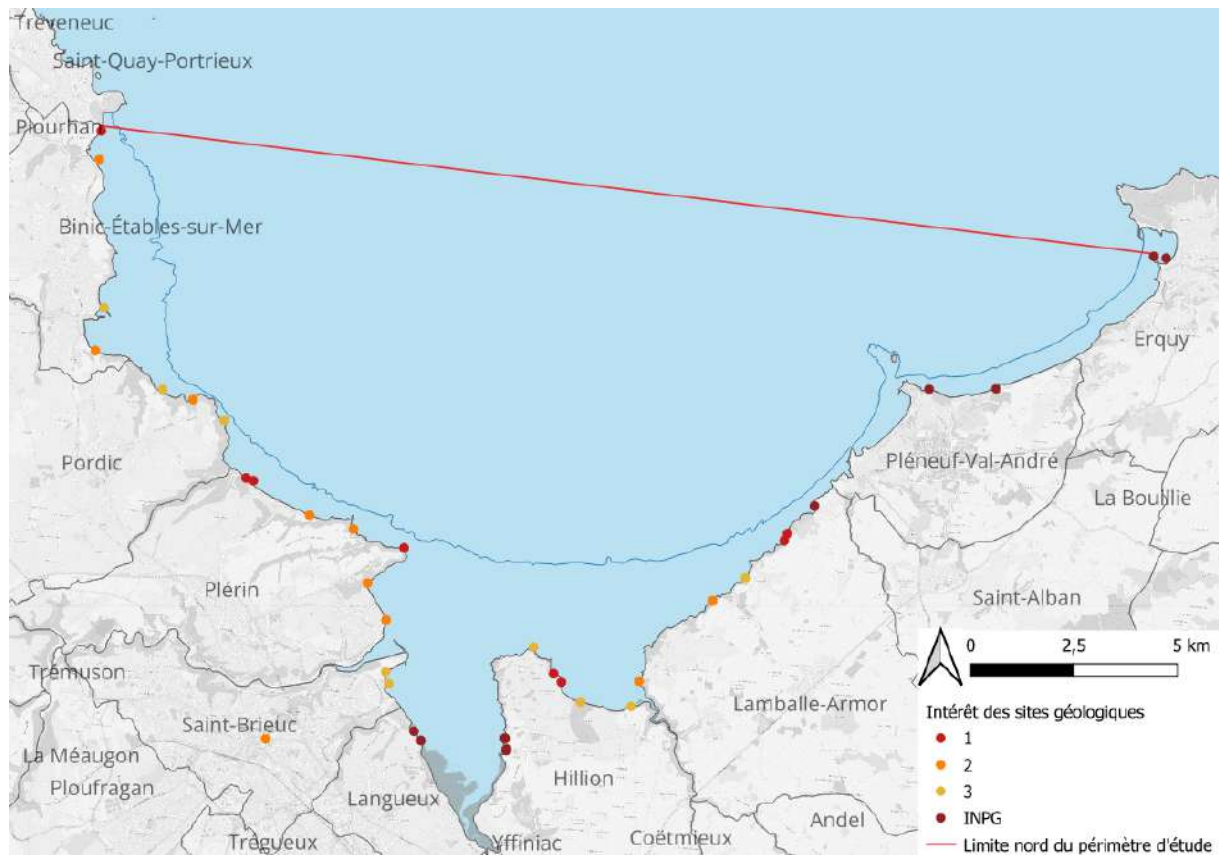 Tréveneuc
Saint-Quay-Portrieux
Plourhan
Binic-Étables-sur-Mer
Erquy
Pléneuf-Val-André
Pordic
La Bouillie
Plérin
Saint-Alban
Trémuson
Lamballe-Armor
Saint-Brieuc
La Méaugon
Ploufragan
Hillion
Langueux
Andel
Trégueux
Yffiniac
Coëtmieux
0 2,5 5 km
Intérêt des sites géologiques
1
2
3
INPG
Limite nord du périmètre d'étude